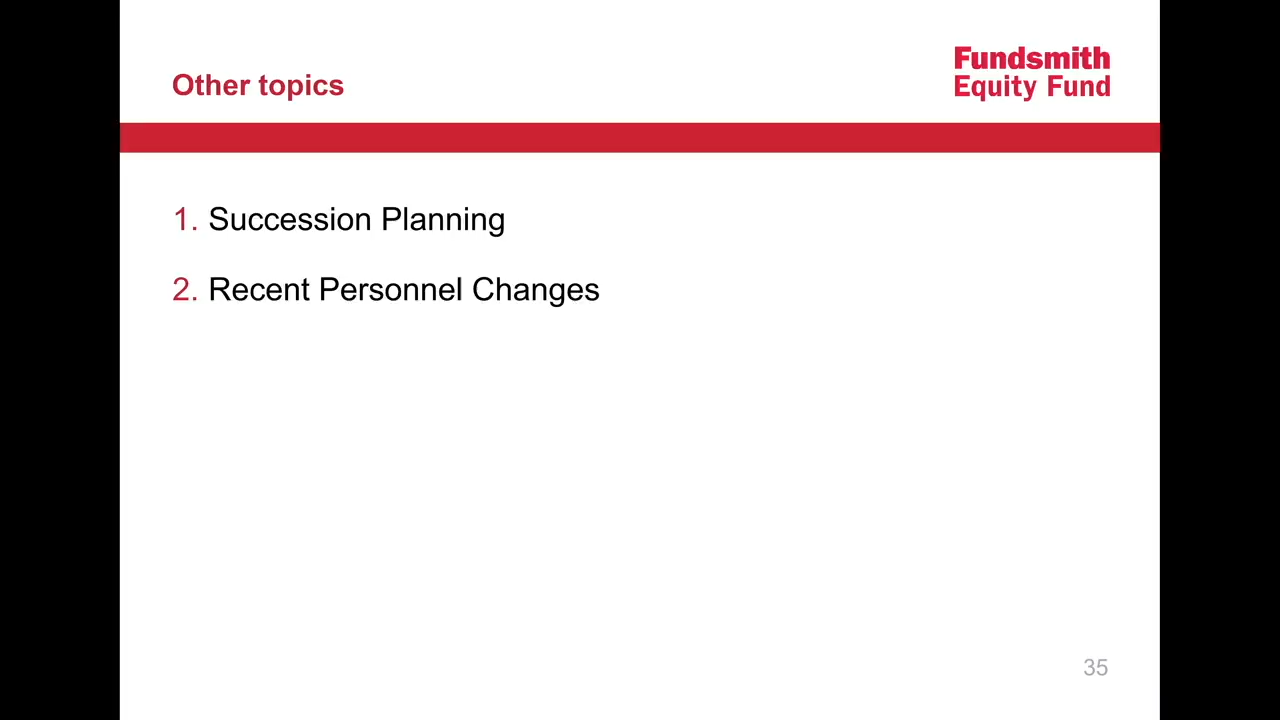 Other topics
Fundsmith
Equity Fund
1. Succession Planning
2. Recent Personnel Changes
35